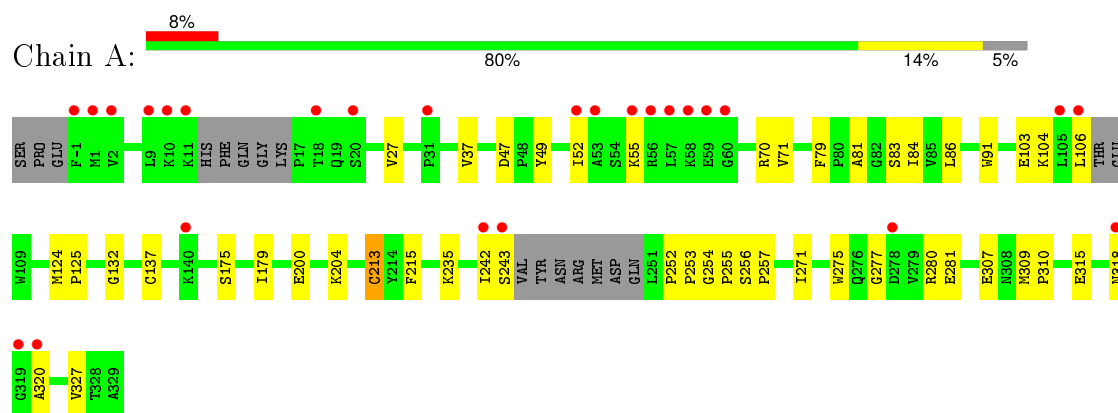 8%
Chain A:
80% 14% 5%
SER PRO GLU F-1 M1 V2 L9 K10 K11 HIS PHE GLN GLY LYS P17 T18 Q19 S20 V27 P31 V37 D47 P48 Y49 I52 A53 S54 K55 R56 L57 K58 E59 G60 R70 V71 F79 P80 A81 G82 S83 I84 V85 L86 W91 E103 K104 L105 L106 THR GLU
W109 M124 P125 G132 C137 K140 S175 I179 E200 K204 C213 Y214 F215 K235 I242 S243 VAL TYR ASN ARG MET ASP GLN L251 P252 P253 G254 P255 S256 P257 I271 W275 Q276 G277 D278 V279 R280 E281 E307 N308 M309 P310 E315 N318
G319 A320 V327 T328 A329